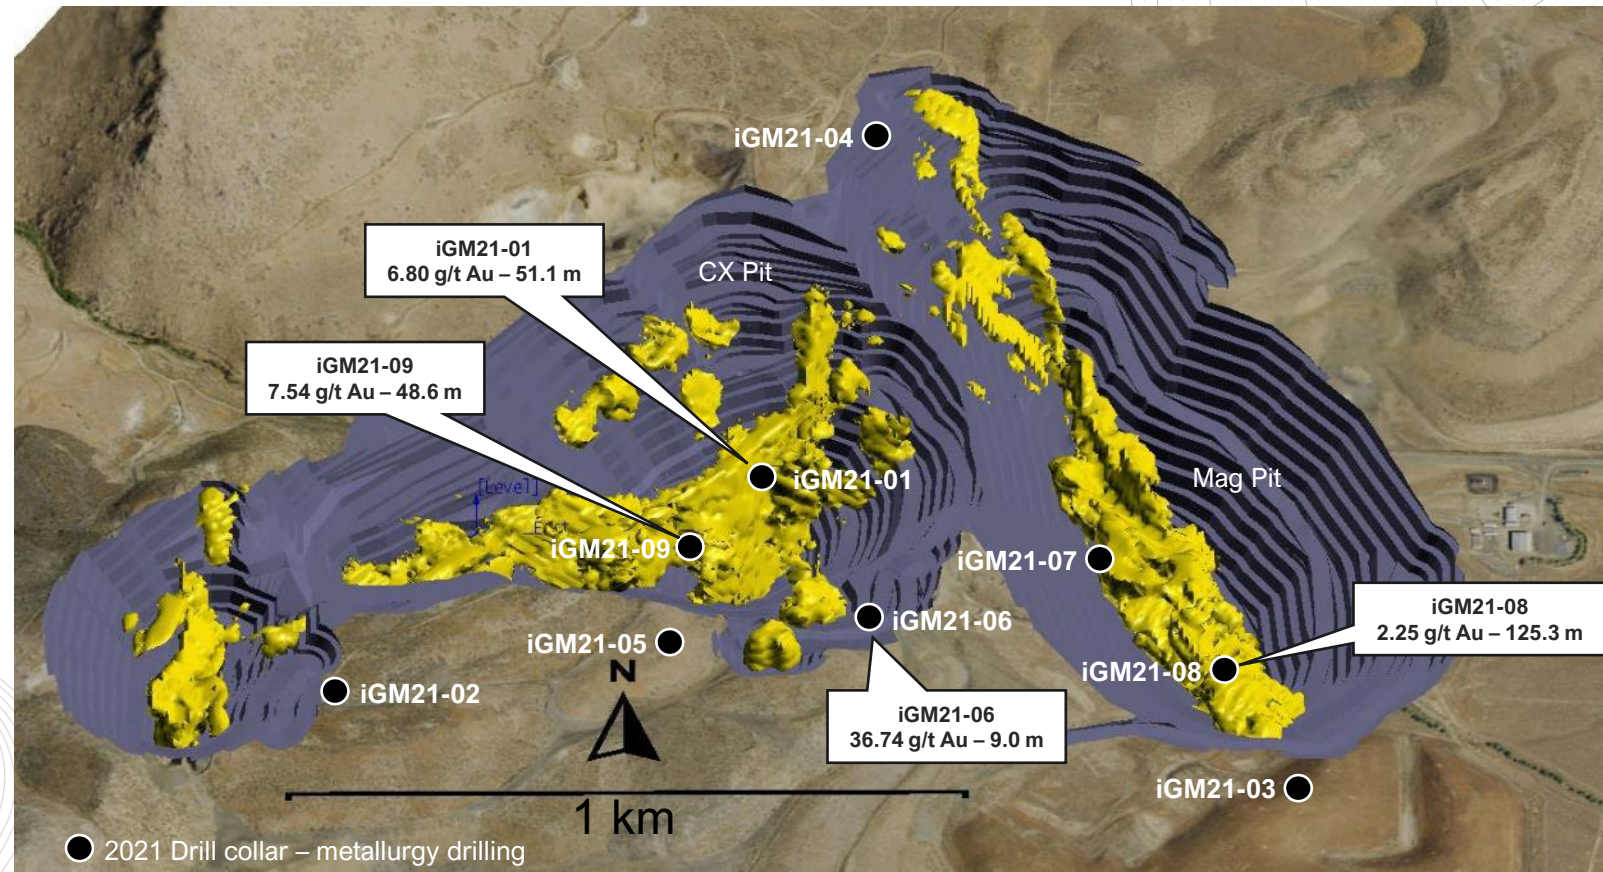 iGM21-04
iGM21-01
6.80 g/t Au – 51.1 m
CX Pit
iGM21-09
7.54 g/t Au – 48.6 m
iGM21-01
Mag Pit
[Level]
iGM21-09
iGM21-07
iGM21-08
2.25 g/t Au – 125.3 m
iGM21-06
iGM21-05
iGM21-08
N
iGM21-02
iGM21-06
36.74 g/t Au – 9.0 m
iGM21-03
1 km
2021 Drill collar – metallurgy drilling